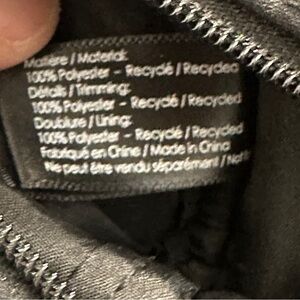 Matière / Material:
100% Polyester - Recyclé / Recycled
Détails / Trimming:
100% Polyester - Recyclé / Recycled
Doublure / Lining:
100% Polyester - Recyclé / Recycled
Fabriqué en Chine / Made in China
Ne peut être vendu séparément / Not